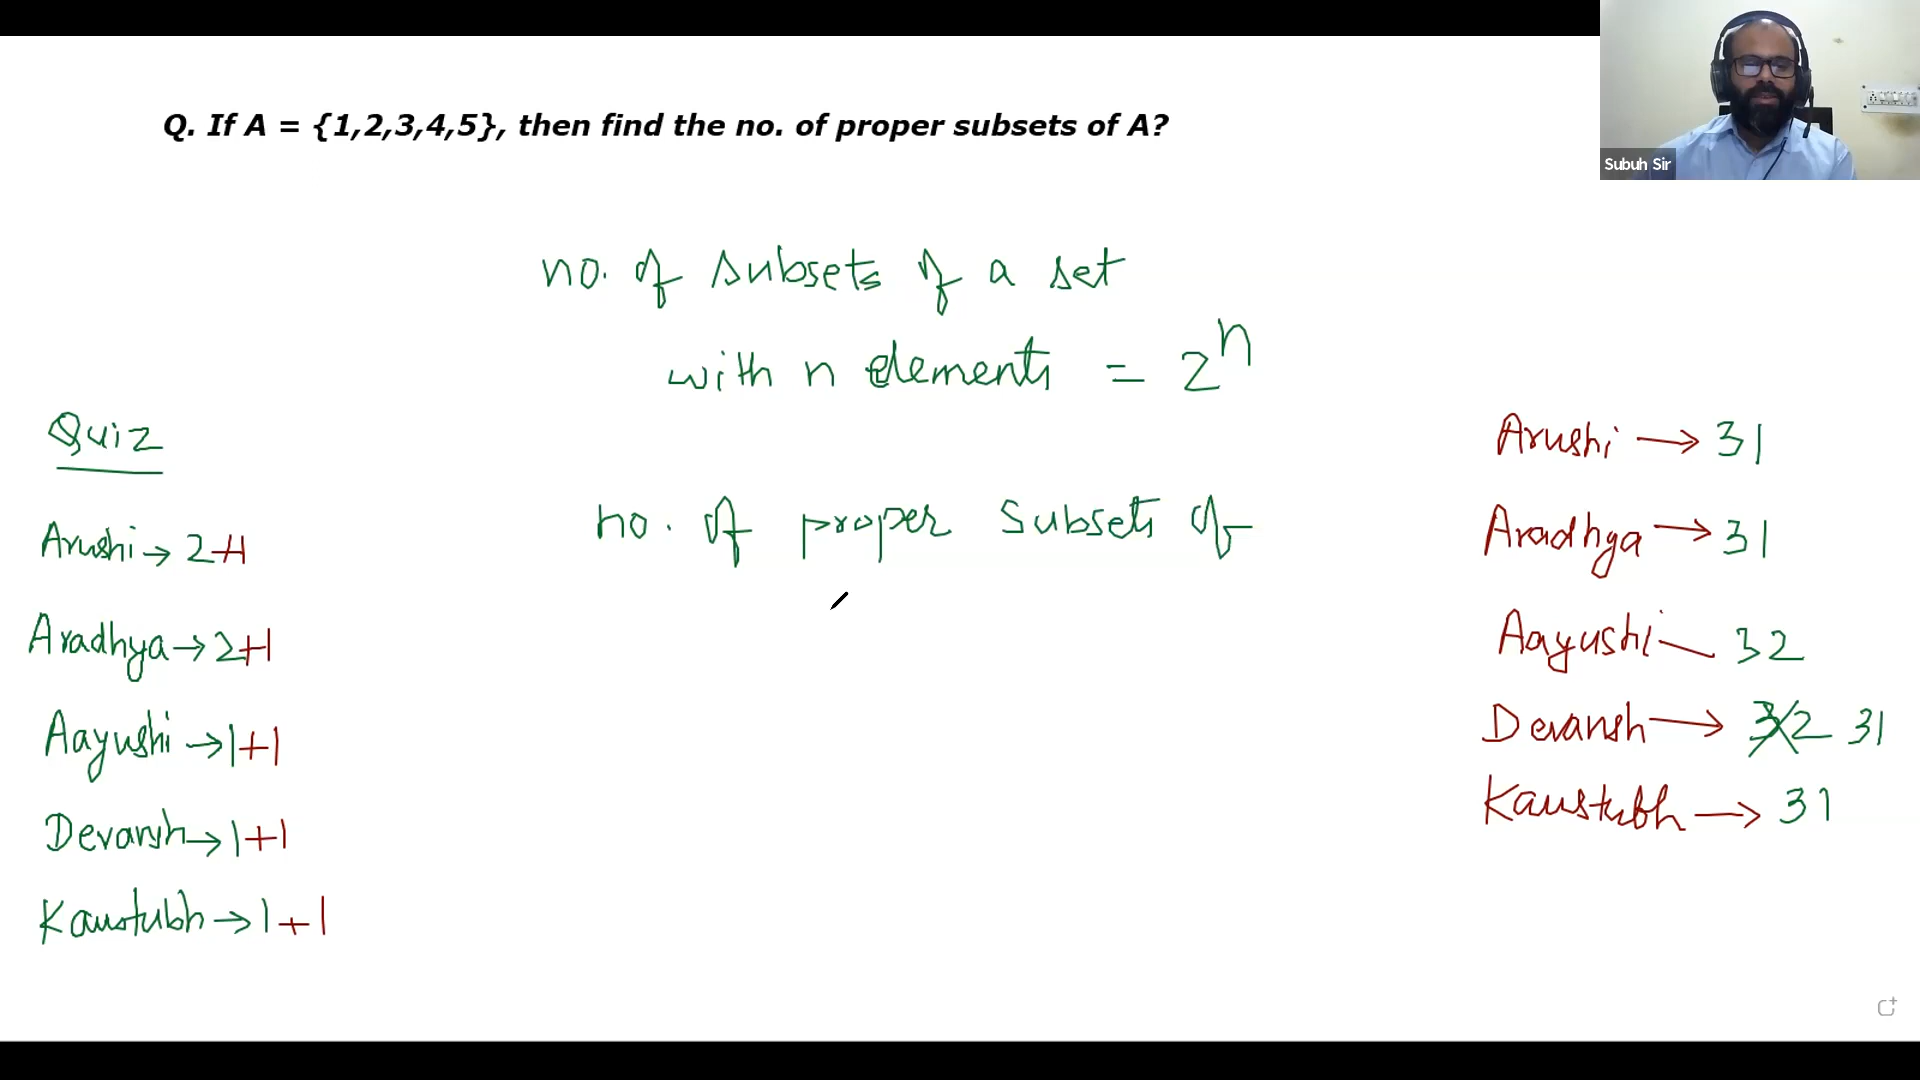 Q. If A = {1,2,3,4,5}, then find the no. of proper subsets of A?
Subuh Sir
no. of subsets of a set
with n elements = 2^n
Quiz
Arushi → 2+1
Aradhya → 2+1
Aayushi → 1+1
Devansh → 1+1
Kaustubh → 1+1
no. of proper subsets of
Arushi → 31
Aradhya → 31
Aayushi — 32
Devansh → 32 31
Kaustubh → 31